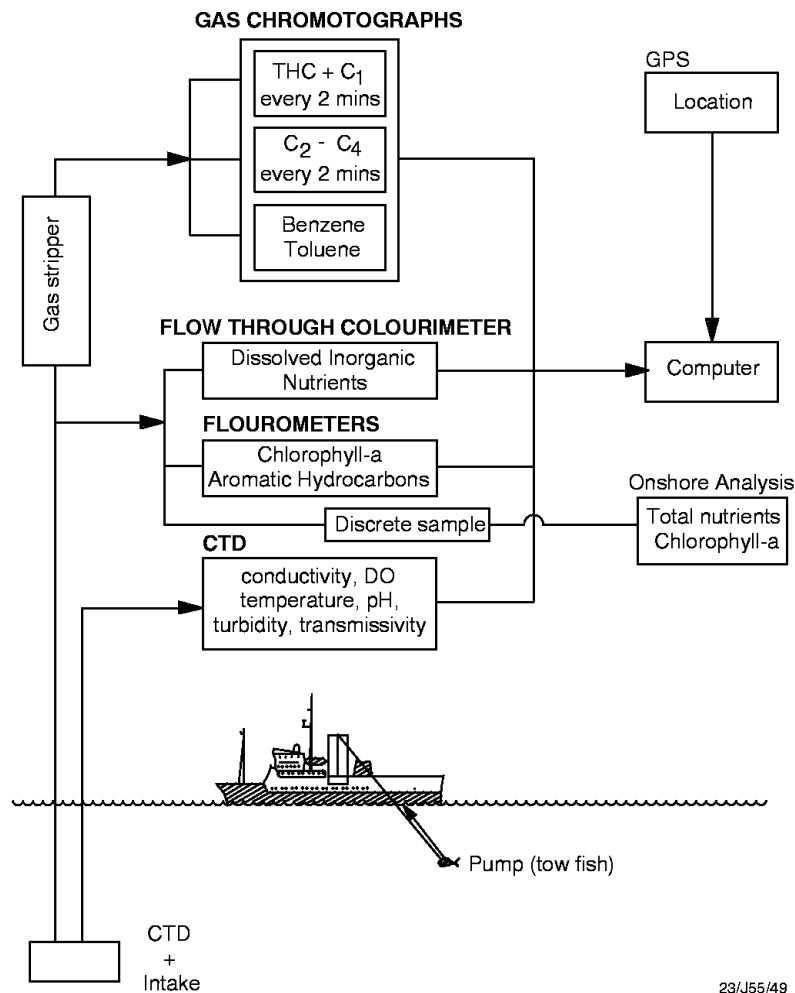 GAS CHROMOTOGRAPHS
THC + C₁
every 2 mins
C₂ - C₄
every 2 mins
Benzene
Toluene
GPS
Location
Gas stripper
FLOW THROUGH COLOURIMETER
Dissolved Inorganic
Nutrients
Computer
FLOUROMETERS
Chlorophyll-a
Aromatic Hydrocarbons
Discrete sample
Onshore Analysis
Total nutrients
Chlorophyll-a
CTD
conductivity, DO
temperature, pH,
turbidity, transmissivity
Pump (tow fish)
CTD
+
Intake
23/J55/49